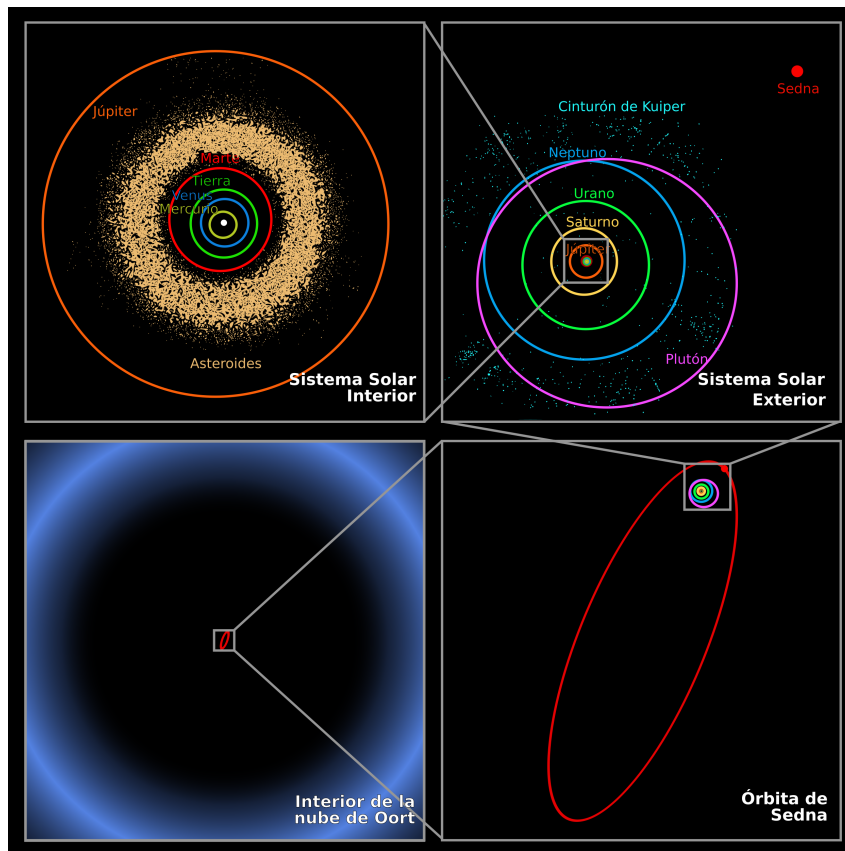 Júpiter
Marte
Tierra
Venus
Mercurio
Asteroides
Sistema Solar
Interior
Sedna
Cinturón de Kuiper
Neptuno
Urano
Saturno
Júpiter
Plutón
Sistema Solar
Exterior
Interior de la
nube de Oort
Órbita de
Sedna